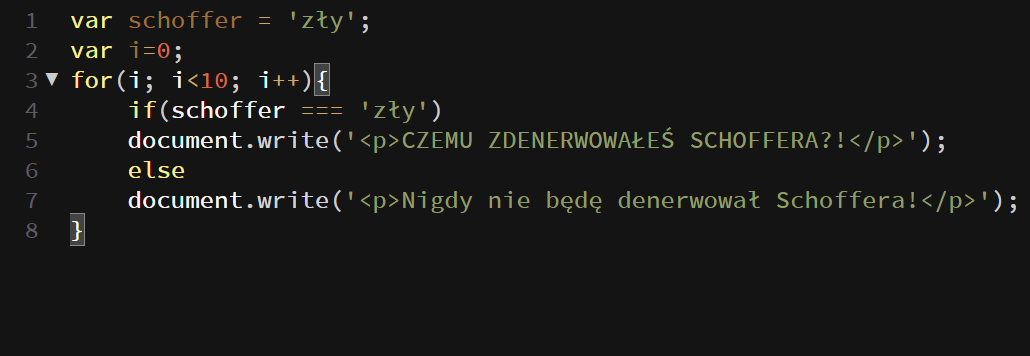 1 var schoffer = 'zły';
2 var i=0;
3 ▼ for(i; i<10; i++){
4     if(schoffer === 'zły')
5     document.write('<p>CZEMU ZDENERWOWAŁEŚ SCHOFFERA?!</p>');
6     else
7     document.write('<p>Nigdy nie będę denerwował Schoffera!</p>');
8 }